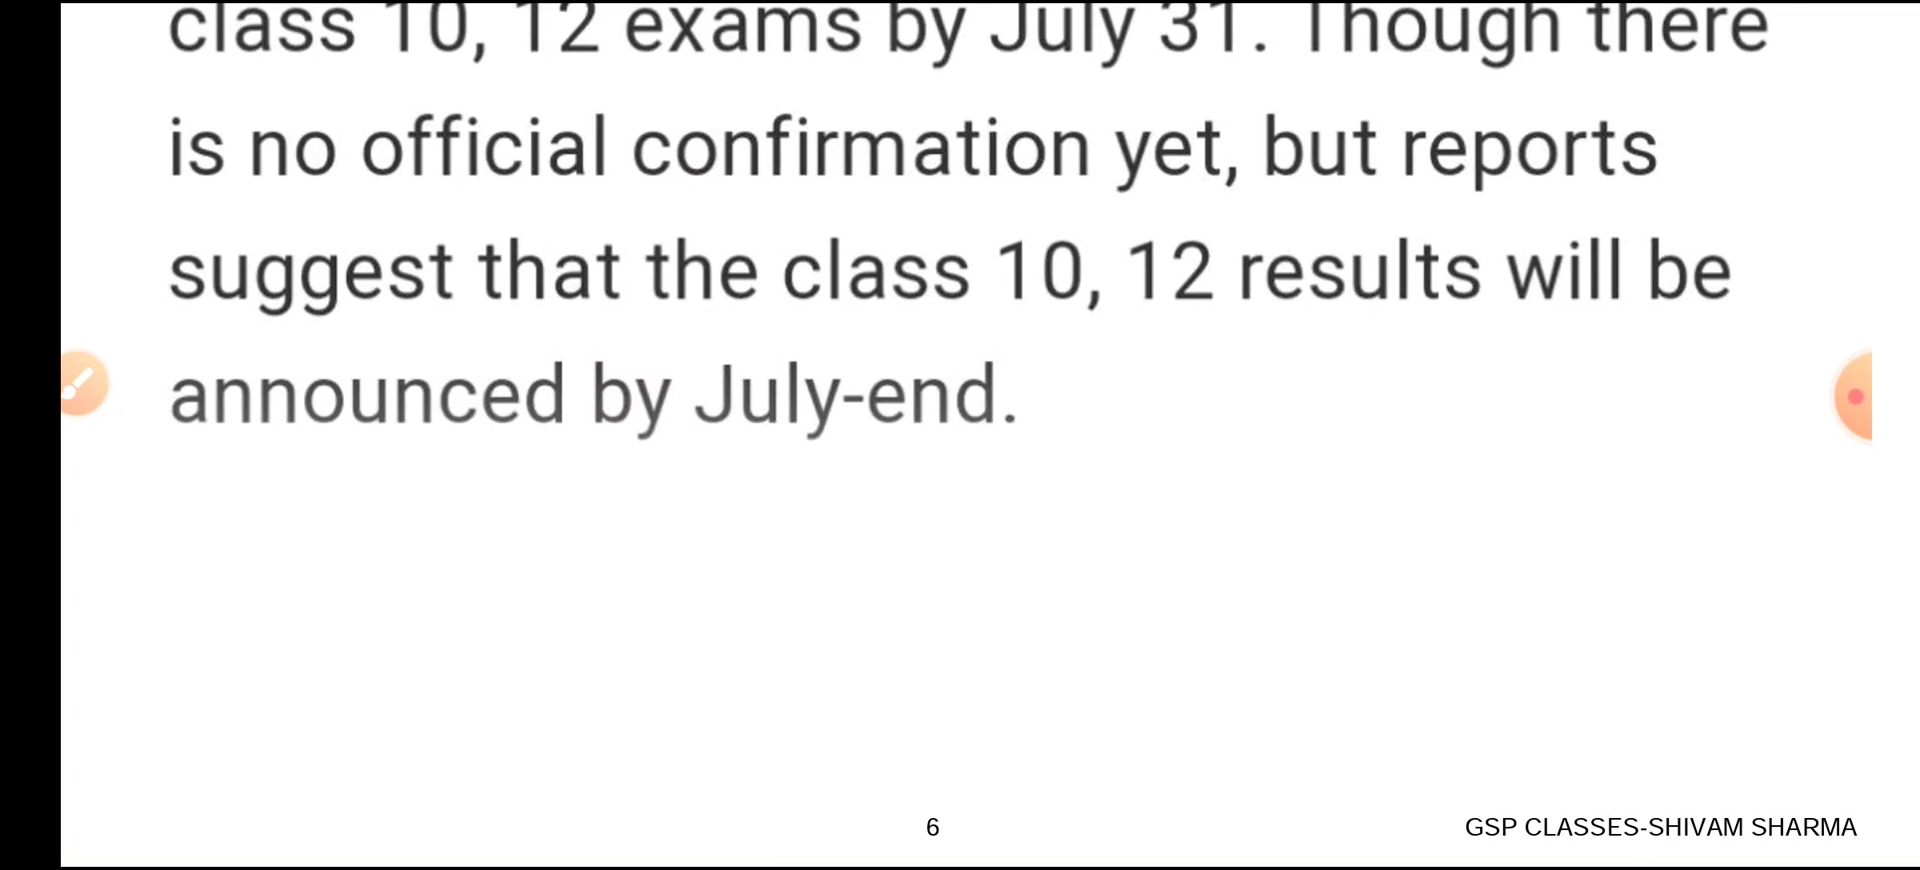 class 10, 12 exams by July 31. Though there
is no official confirmation yet, but reports
suggest that the class 10, 12 results will be
announced by July-end.
6
GSP CLASSES-SHIVAM SHARMA